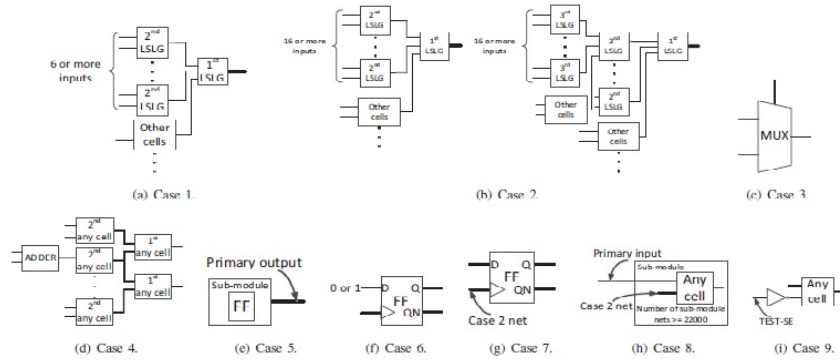 6 or more
inputs
2nd
LSLG
2nd
LSLG
1st
LSLG
Other
cells
(a) Case 1.
16 or more
inputs
2nd
LSLG
2nd
LSLG
1st
LSLG
Other
cells
16 or more
inputs
3rd
LSLG
3rd
LSLG
2nd
LSLG
2nd
LSLG
1st
LSLG
Other
cells
Other
cells
(b) Case 2.
MUX
(c) Case 3.
ADDER
2nd
any cell
2nd
any cell
2nd
any cell
1st
any cell
1st
any cell
(d) Case 4.
Primary output
Sub-module
FF
(e) Case 5.
0 or 1
D Q
FF
QN
(f) Case 6.
D Q
FF
QN
Case 2 net
(g) Case 7.
Primary input
Sub-module
Any
cell
Case 2 net
Number of sub-module
nets >= 22000
(h) Case 8.
Any
cell
TEST-SE
(i) Case 9.